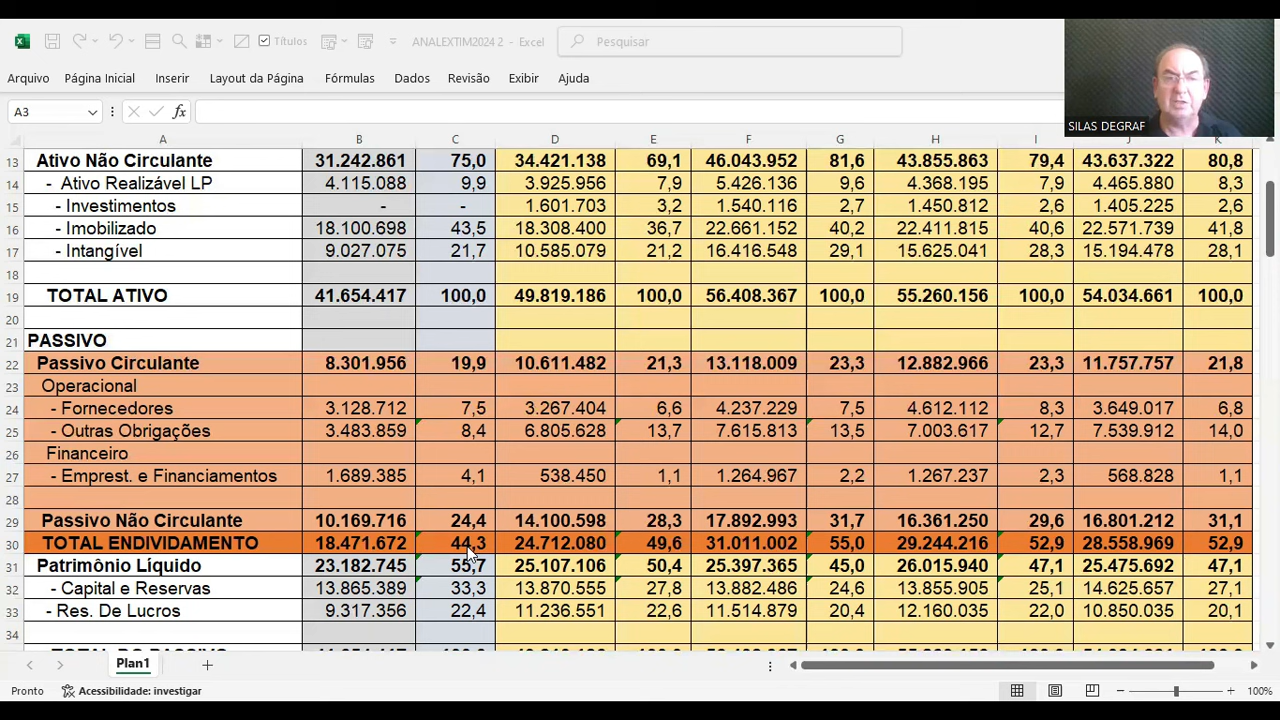 Títulos ANALEXTIM2024 2 - Excel Pesquisar
Arquivo Página Inicial Inserir Layout da Página Fórmulas Dados Revisão Exibir Ajuda
SILAS DEGRAF
A3 fx
A B C D E F G H I J K
13 Ativo Não Circulante 31.242.861 75,0 34.421.138 69,1 46.043.952 81,6 43.855.863 79,4 43.637.322 80,8
14 - Ativo Realizável LP 4.115.088 9,9 3.925.956 7,9 5.426.136 9,6 4.368.195 7,9 4.465.880 8,3
15 - Investimentos - - 1.601.703 3,2 1.540.116 2,7 1.450.812 2,6 1.405.225 2,6
16 - Imobilizado 18.100.698 43,5 18.308.400 36,7 22.661.152 40,2 22.411.815 40,6 22.571.739 41,8
17 - Intangível 9.027.075 21,7 10.585.079 21,2 16.416.548 29,1 15.625.041 28,3 15.194.478 28,1
18
19 TOTAL ATIVO 41.654.417 100,0 49.819.186 100,0 56.408.367 100,0 55.260.156 100,0 54.034.661 100,0
20
21 PASSIVO
22 Passivo Circulante 8.301.956 19,9 10.611.482 21,3 13.118.009 23,3 12.882.966 23,3 11.757.757 21,8
23 Operacional
24 - Fornecedores 3.128.712 7,5 3.267.404 6,6 4.237.229 7,5 4.612.112 8,3 3.649.017 6,8
25 - Outras Obrigações 3.483.859 8,4 6.805.628 13,7 7.615.813 13,5 7.003.617 12,7 7.539.912 14,0
26 Financeiro
27 - Emprest. e Financiamentos 1.689.385 4,1 538.450 1,1 1.264.967 2,2 1.267.237 2,3 568.828 1,1
28
29 Passivo Não Circulante 10.169.716 24,4 14.100.598 28,3 17.892.993 31,7 16.361.250 29,6 16.801.212 31,1
30 TOTAL ENDIVIDAMENTO 18.471.672 44,3 24.712.080 49,6 31.011.002 55,0 29.244.216 52,9 28.558.969 52,9
31 Patrimônio Líquido 23.182.745 55,7 25.107.106 50,4 25.397.365 45,0 26.015.940 47,1 25.475.692 47,1
32 - Capital e Reservas 13.865.389 33,3 13.870.555 27,8 13.882.486 24,6 13.855.905 25,1 14.625.657 27,1
33 - Res. De Lucros 9.317.356 22,4 11.236.551 22,6 11.514.879 20,4 12.160.035 22,0 10.850.035 20,1
34
Plan1
Pronto Acessibilidade: investigar 100%